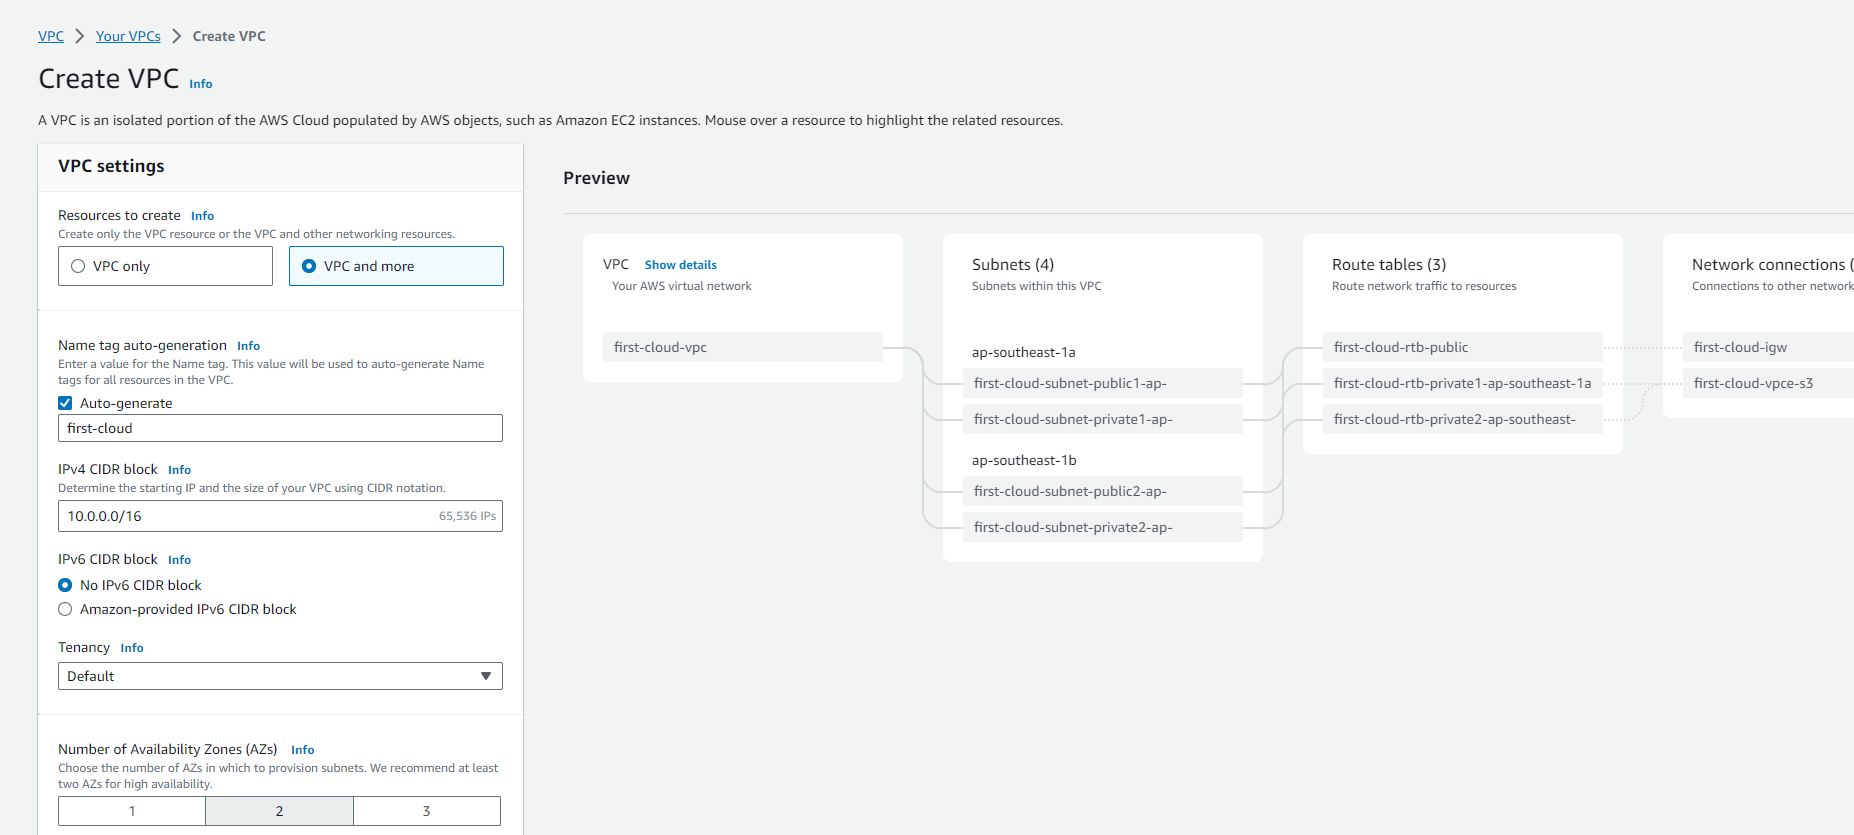 VPC > Your VPCs > Create VPC
Create VPC Info
A VPC is an isolated portion of the AWS Cloud populated by AWS objects, such as Amazon EC2 instances. Mouse over a resource to highlight the related resources.
VPC settings
Resources to create Info
Create only the VPC resource or the VPC and other networking resources.
VPC only
VPC and more
Name tag auto-generation Info
Enter a value for the Name tag. This value will be used to auto-generate Name
tags for all resources in the VPC.
Auto-generate
first-cloud
IPv4 CIDR block Info
Determine the starting IP and the size of your VPC using CIDR notation.
10.0.0.0/16 65,536 IPs
IPv6 CIDR block Info
No IPv6 CIDR block
Amazon-provided IPv6 CIDR block
Tenancy Info
Default
Number of Availability Zones (AZs) Info
Choose the number of AZs in which to provision subnets. We recommend at least
two AZs for high availability.
1 2 3
Preview
VPC Show details
Your AWS virtual network
first-cloud-vpc
Subnets (4)
Subnets within this VPC
ap-southeast-1a
first-cloud-subnet-public1-ap-
first-cloud-subnet-private1-ap-
ap-southeast-1b
first-cloud-subnet-public2-ap-
first-cloud-subnet-private2-ap-
Route tables (3)
Route network traffic to resources
first-cloud-rtb-public
first-cloud-rtb-private1-ap-southeast-1a
first-cloud-rtb-private2-ap-southeast-
Network connections (
Connections to other network
first-cloud-igw
first-cloud-vpce-s3